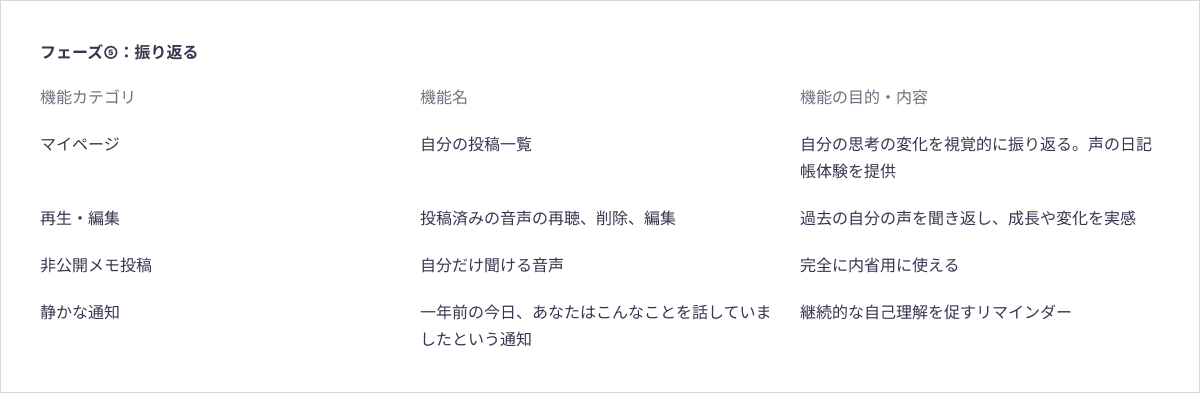 フェーズ⑤：振り返る
機能カテゴリ 機能名 機能の目的・内容
マイページ 自分の投稿一覧 自分の思考の変化を視覚的に振り返る。声の日記
帳体験を提供
再生・編集 投稿済みの音声の再聴、削除、編集 過去の自分の声を聞き返し、成長や変化を実感
非公開メモ投稿 自分だけ聞ける音声 完全に内省用に使える
静かな通知 一年前の今日、あなたはこんなことを話していま 継続的な自己理解を促すリマインダー
したという通知